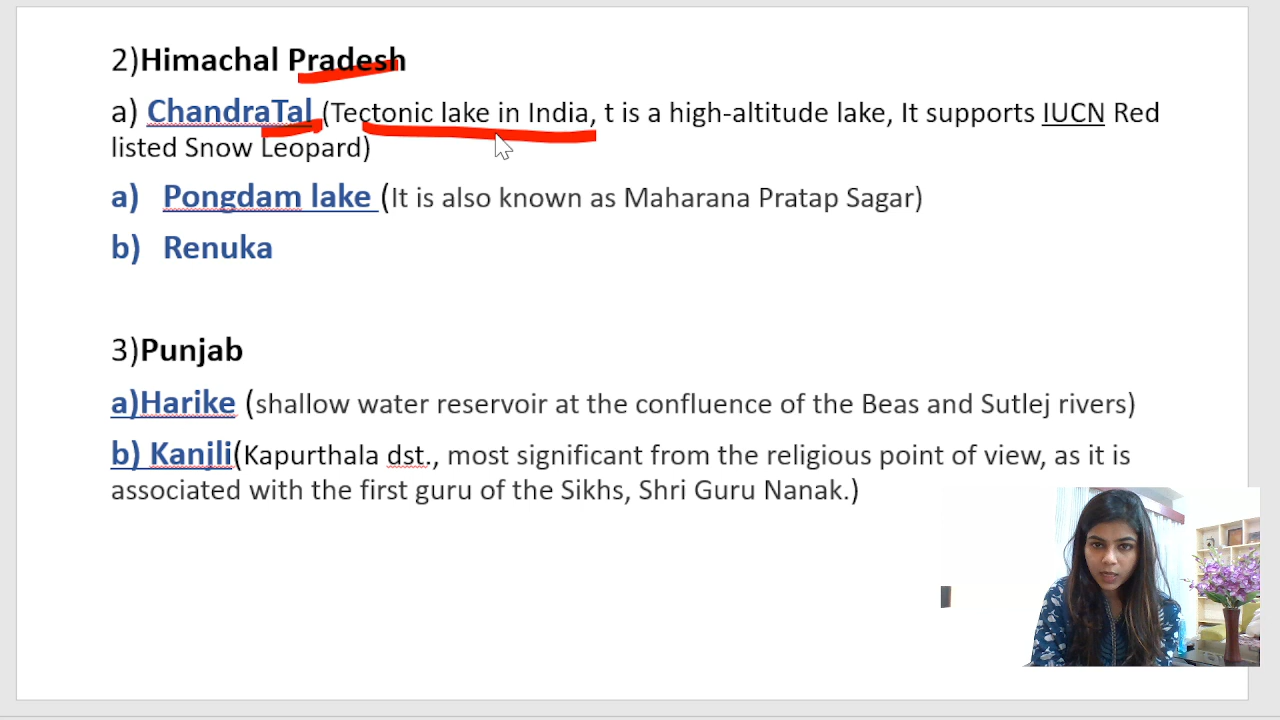 2)Himachal Pradesh
a) ChandraTal (Tectonic lake in India, t is a high-altitude lake, It supports IUCN Red
listed Snow Leopard)
a) Pongdam lake (It is also known as Maharana Pratap Sagar)
b) Renuka
3)Punjab
a)Harike (shallow water reservoir at the confluence of the Beas and Sutlej rivers)
b) Kanjli(Kapurthala dst., most significant from the religious point of view, as it is
associated with the first guru of the Sikhs, Shri Guru Nanak.)